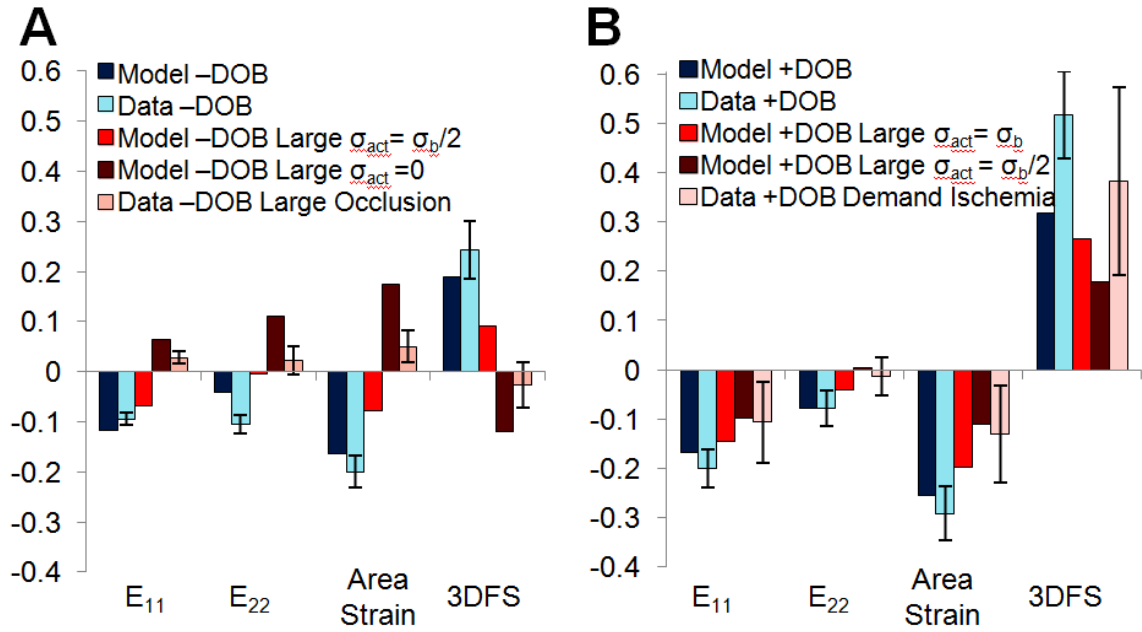 A
0.6
0.5
0.4
0.3
0.2
0.1
0
-0.1
-0.2
-0.3
-0.4
Model –DOB
Data –DOB
Model –DOB Large σact= σb/2
Model –DOB Large σact =0
Data –DOB Large Occlusion
E11
E22
Area
Strain
3DFS
B
0.6
0.5
0.4
0.3
0.2
0.1
0
-0.1
-0.2
-0.3
-0.4
Model +DOB
Data +DOB
Model +DOB Large σact= σb
Model +DOB Large σact = σb/2
Data +DOB Demand Ischemia
E11
E22
Area
Strain
3DFS